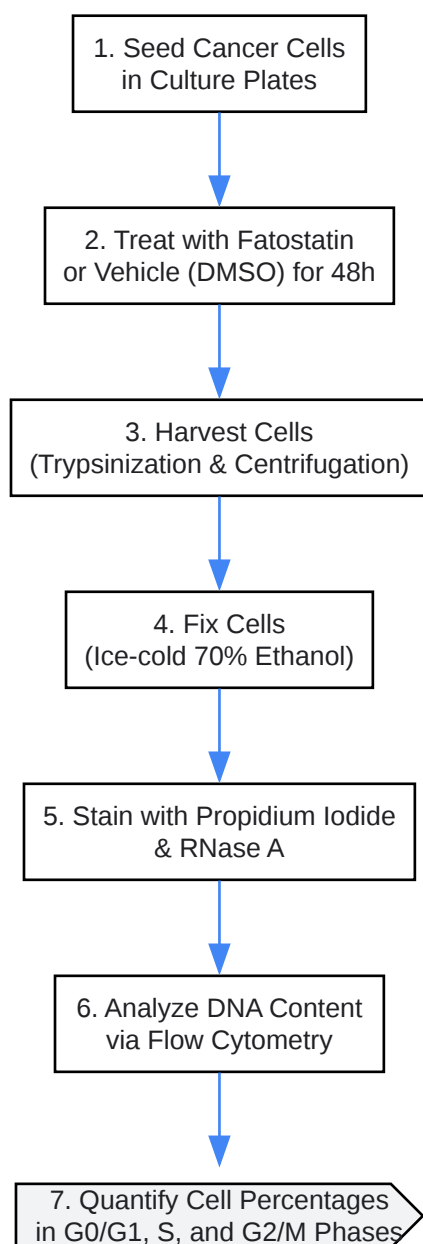 1. Seed Cancer Cells
in Culture Plates
2. Treat with Fatostatin
or Vehicle (DMSO) for 48h
3. Harvest Cells
(Trypsinization & Centrifugation)
4. Fix Cells
(Ice-cold 70% Ethanol)
5. Stain with Propidium Iodide
& RNase A
6. Analyze DNA Content
via Flow Cytometry
7. Quantify Cell Percentages
in G0/G1, S, and G2/M Phases